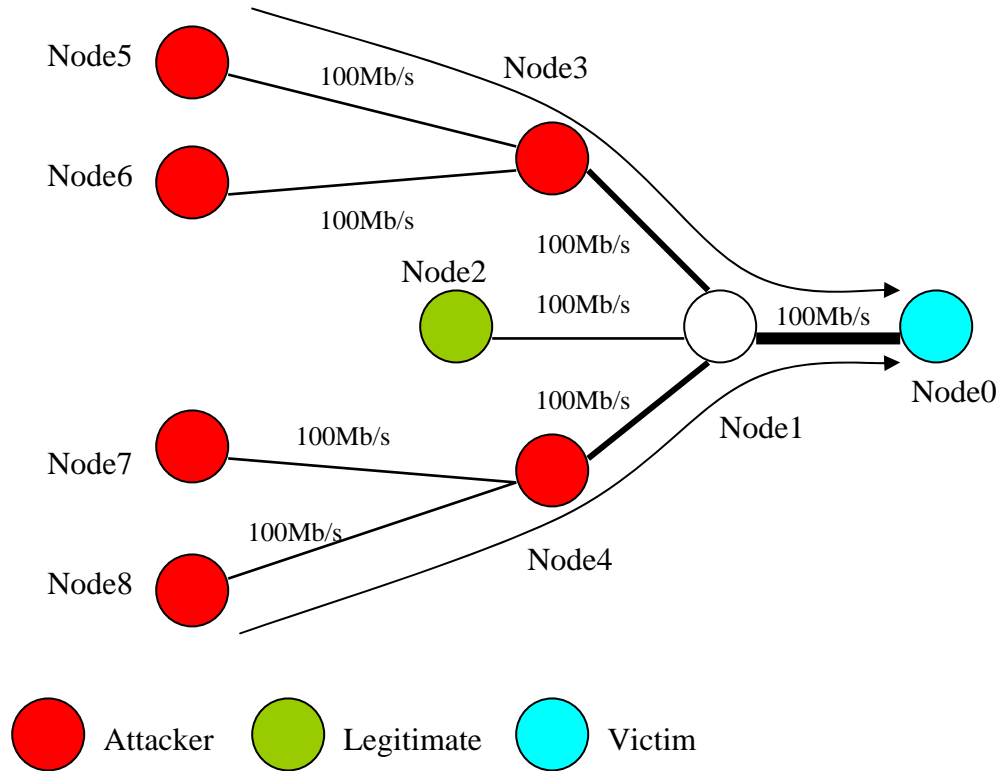 Node5
100Mb/s
Node3
Node6
100Mb/s
100Mb/s
Node2
100Mb/s
100Mb/s
Node0
100Mb/s
Node1
100Mb/s
Node7
100Mb/s
Node4
Node8
Attacker
Legitimate
Victim